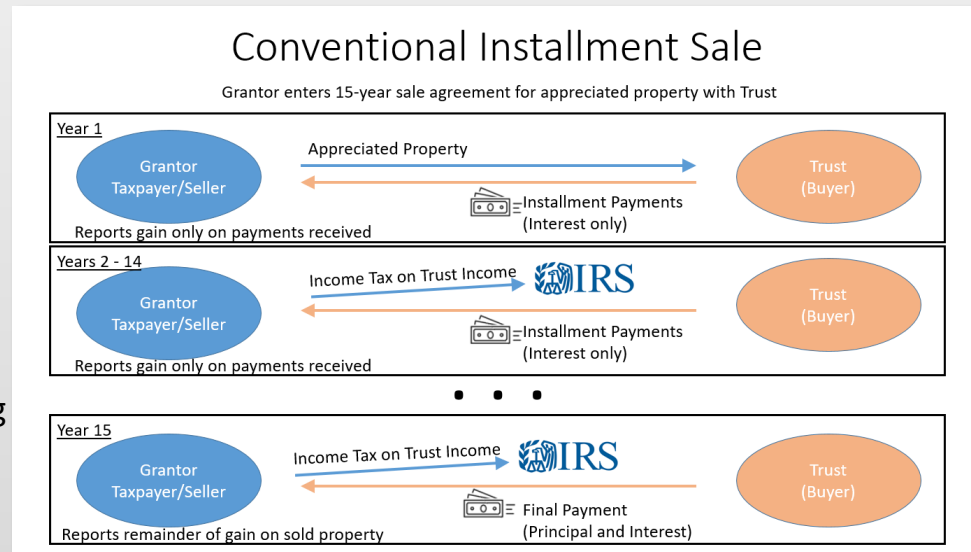 Conventional Installment Sale
Grantor enters 15-year sale agreement for appreciated property with Trust
Year 1
Grantor
Taxpayer/Seller
Appreciated Property
Installment Payments
(Interest only)
Trust
(Buyer)
Reports gain only on payments received
Years 2 - 14
Grantor
Taxpayer/Seller
Income Tax on Trust Income
IRS
Installment Payments
(Interest only)
Trust
(Buyer)
Reports gain only on payments received
. . .
g
Year 15
Grantor
Taxpayer/Seller
Income Tax on Trust Income
IRS
Final Payment
(Principal and Interest)
Trust
(Buyer)
Reports remainder of gain on sold property